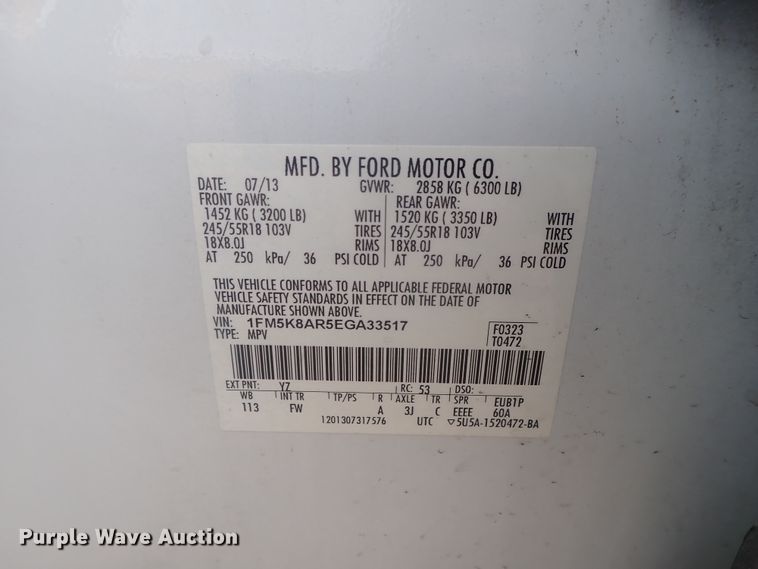 MFD. BY FORD MOTOR CO.
DATE: 07/13 GVWR: 2858 KG ( 6300 LB)
FRONT GAWR: REAR GAWR:
1452 KG ( 3200 LB) WITH 1520 KG ( 3350 LB) WITH
245/55R18 103V TIRES 245/55R18 103V TIRES
18X8.0J RIMS 18X8.0J RIMS
AT 250 kPa/ 36 PSI COLD AT 250 kPa/ 36 PSI COLD
THIS VEHICLE CONFORMS TO ALL APPLICABLE FEDERAL MOTOR
VEHICLE SAFETY STANDARDS IN EFFECT ON THE DATE OF
MANUFACTURE SHOWN ABOVE.
VIN: 1FM5K8AR5EGA33517 F0323
TYPE: MPV T0472
EXT PNT: YZ RC: 53 DSO:
WB INT TR TP/PS R AXLE TR SPR EUB1P
113 FW A 3J C EEEE 60A
1201307317576 UTC ▽5U5A-1520472-BA
Purple Wave Auction